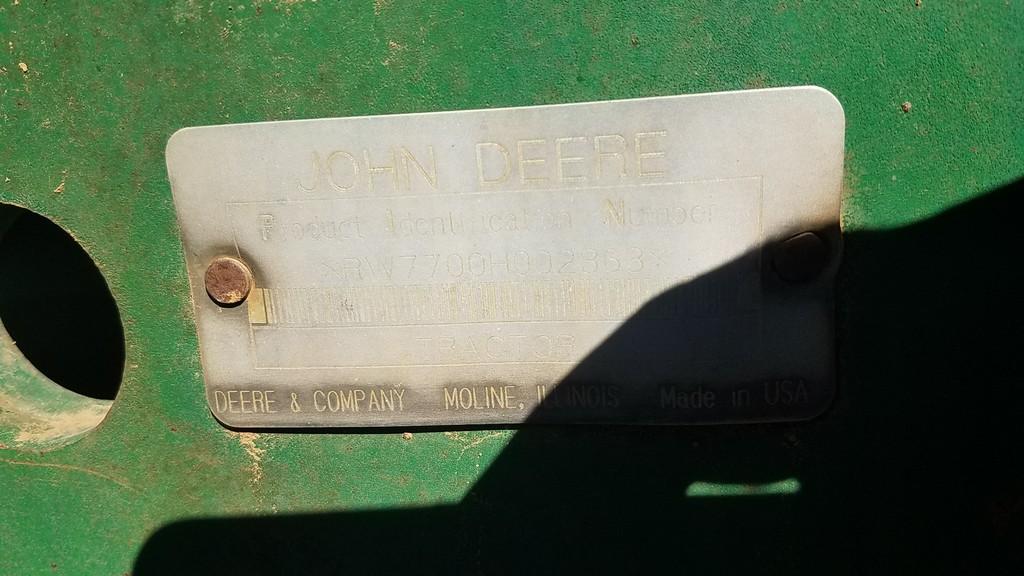 JOHN DEERE
Product Identification Number
*RW7700H002353*
TRACTOR
DEERE & COMPANY MOLINE, ILLINOIS Made in USA